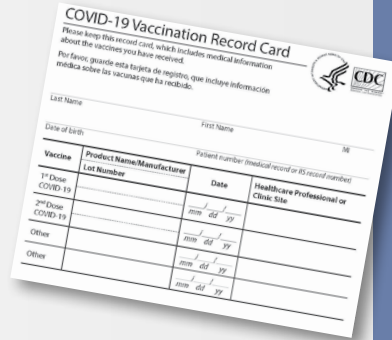 COVID-19 Vaccination Record Card
Please keep this record card, which includes medical information
about the vaccines you have received.
Por favor, guarde esta tarjeta de registro, que incluye información
médica sobre las vacunas que ha recibido.
CDC
Last Name
First Name
MI
Date of birth
Patient number (medical record or IIS record number)
Vaccine
Product Name/Manufacturer
Lot Number
Date
Healthcare Professional or
Clinic Site
1st Dose
COVID-19
mm dd yy
2nd Dose
COVID-19
mm dd yy
Other
mm dd yy
Other
mm dd yy